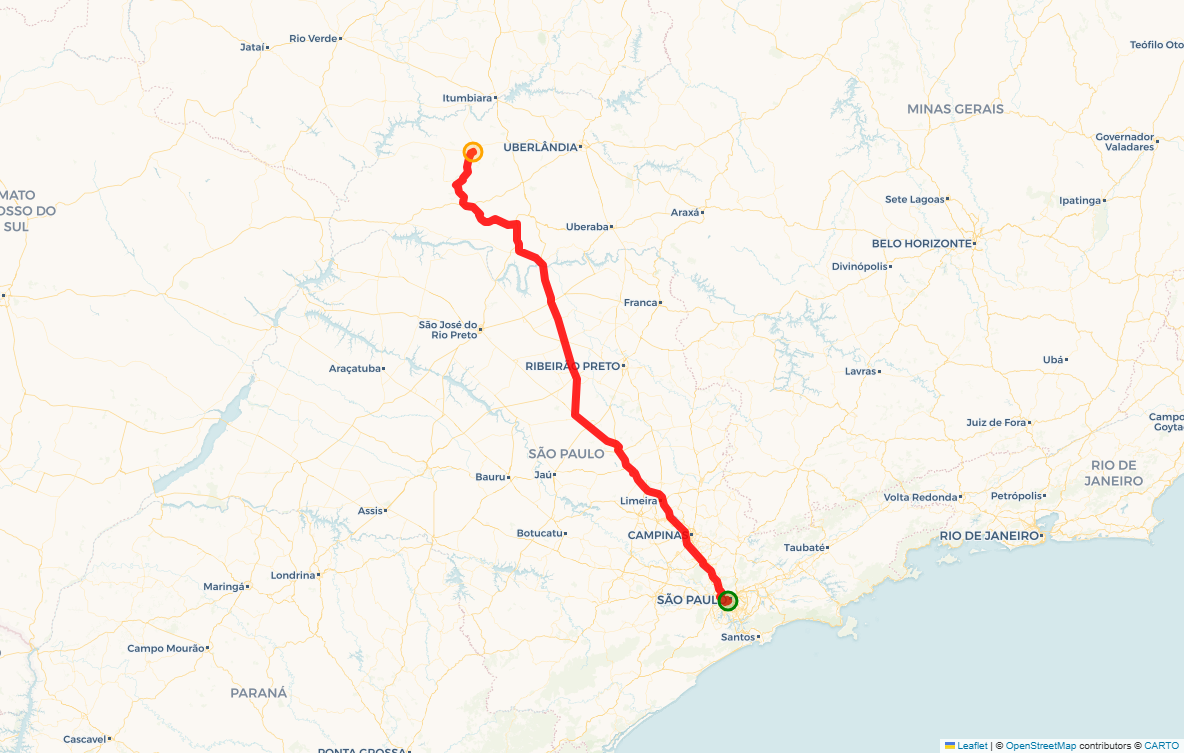 Rio Verde
Jataí
Teófilo Oto
Itumbiara
MINAS GERAIS
Governador
Valadares
UBERLÂNDIA
MATO
OSSO DO
SUL
Sete Lagoas
Ipatinga
Araxá
Uberaba
BELO HORIZONTE
Divinópolis
Franca
São José do
Rio Preto
Ubá
RIBEIRÃO PRETO
Araçatuba
Lavras
Juiz de Fora
Campo
Goytac
SÃO PAULO
RIO DE
JANEIRO
Jaú
Bauru
Limeira
Volta Redonda
Petrópolis
Assis
Botucatu
CAMPINAS
RIO DE JANEIRO
Taubaté
Londrina
Maringá
SÃO PAUL
Santos
Campo Mourão
PARANÁ
Cascavel
PONTA GROSSA
Leaflet | © OpenStreetMap contributors © CARTO